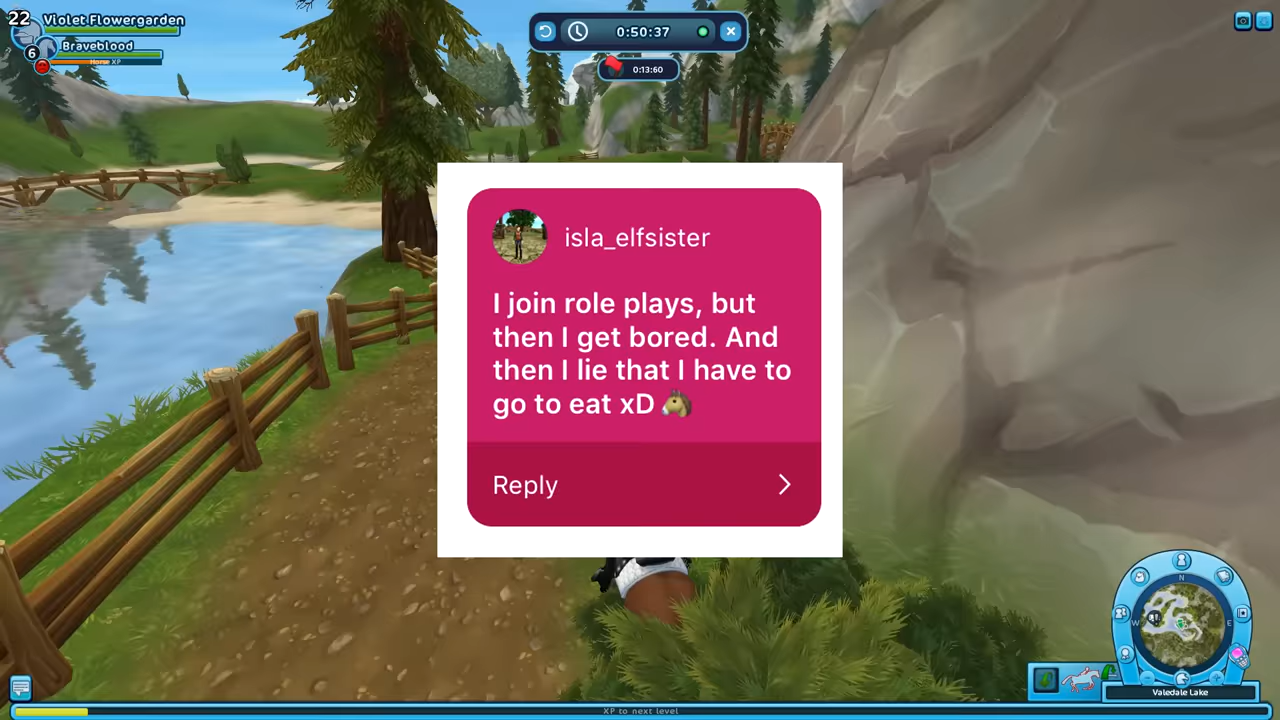 22 Violet Flowergarden
6 Braveblood
Horse XP
0:50:37
0:13:60
isla_elfsister
I join role plays, but
then I get bored. And
then I lie that I have to
go to eat xD 🐴
Reply
N
W E
Valedale Lake
XP to next level